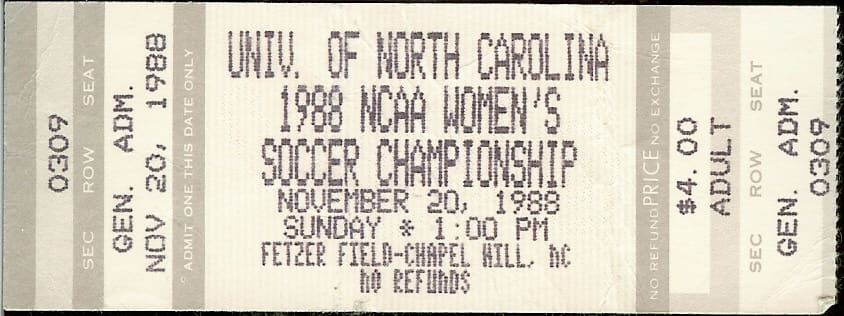 0309
SEC ROW SEAT
GEN. ADM.
NOV 20, 1988
ADMIT ONE THIS DATE ONLY
UNIV. OF NORTH CAROLINA
1988 NCAA WOMEN'S
SOCCER CHAMPIONSHIP
NOVEMBER 20, 1988
SUNDAY * 1:00 PM
FETZER FIELD-CHAPEL HILL, NC
NO REFUNDS
NO REFUND PRICE NO EXCHANGE
$4.00
ADULT
SEC ROW SEAT
GEN. ADM.
0309